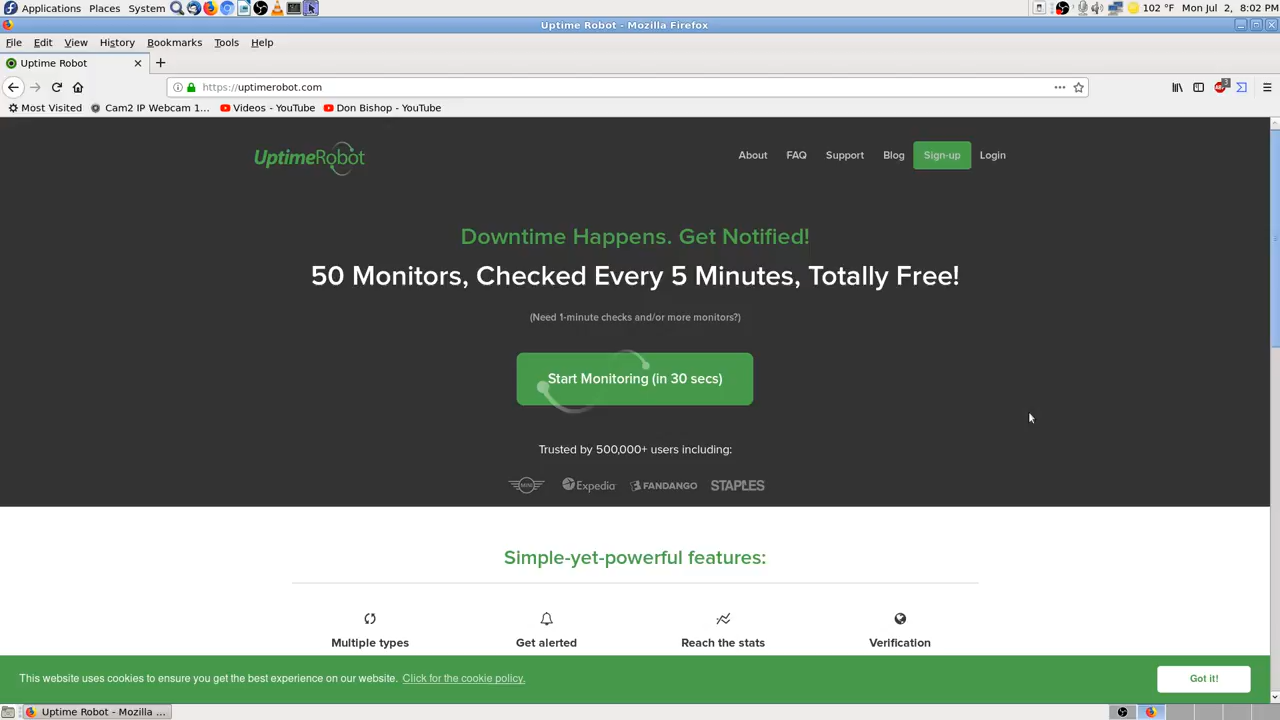 Applications Places System 102 °F Mon Jul 2, 8:02 PM
Uptime Robot - Mozilla Firefox
File Edit View History Bookmarks Tools Help
Uptime Robot
https://uptimerobot.com
Most Visited Cam2 IP Webcam 1... Videos - YouTube Don Bishop - YouTube
UptimeRobot About FAQ Support Blog Sign-up Login
Downtime Happens. Get Notified!
50 Monitors, Checked Every 5 Minutes, Totally Free!
(Need 1-minute checks and/or more monitors?)
Start Monitoring (in 30 secs)
Trusted by 500,000+ users including:
MINI Expedia FANDANGO STAPLES
Simple-yet-powerful features:
Multiple types Get alerted Reach the stats Verification
This website uses cookies to ensure you get the best experience on our website. Click for the cookie policy. Got it!
Uptime Robot - Mozilla ...